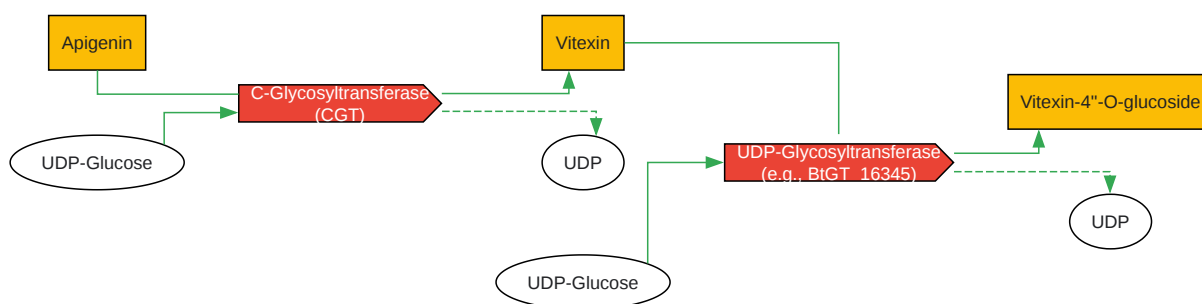 Apigenin
Vitexin
C-Glycosyltransferase
(CGT)
UDP-Glucose
UDP
Vitexin-4"-O-glucoside
UDP-Glycosyltransferase
(e.g., BtGT_16345)
UDP
UDP-Glucose